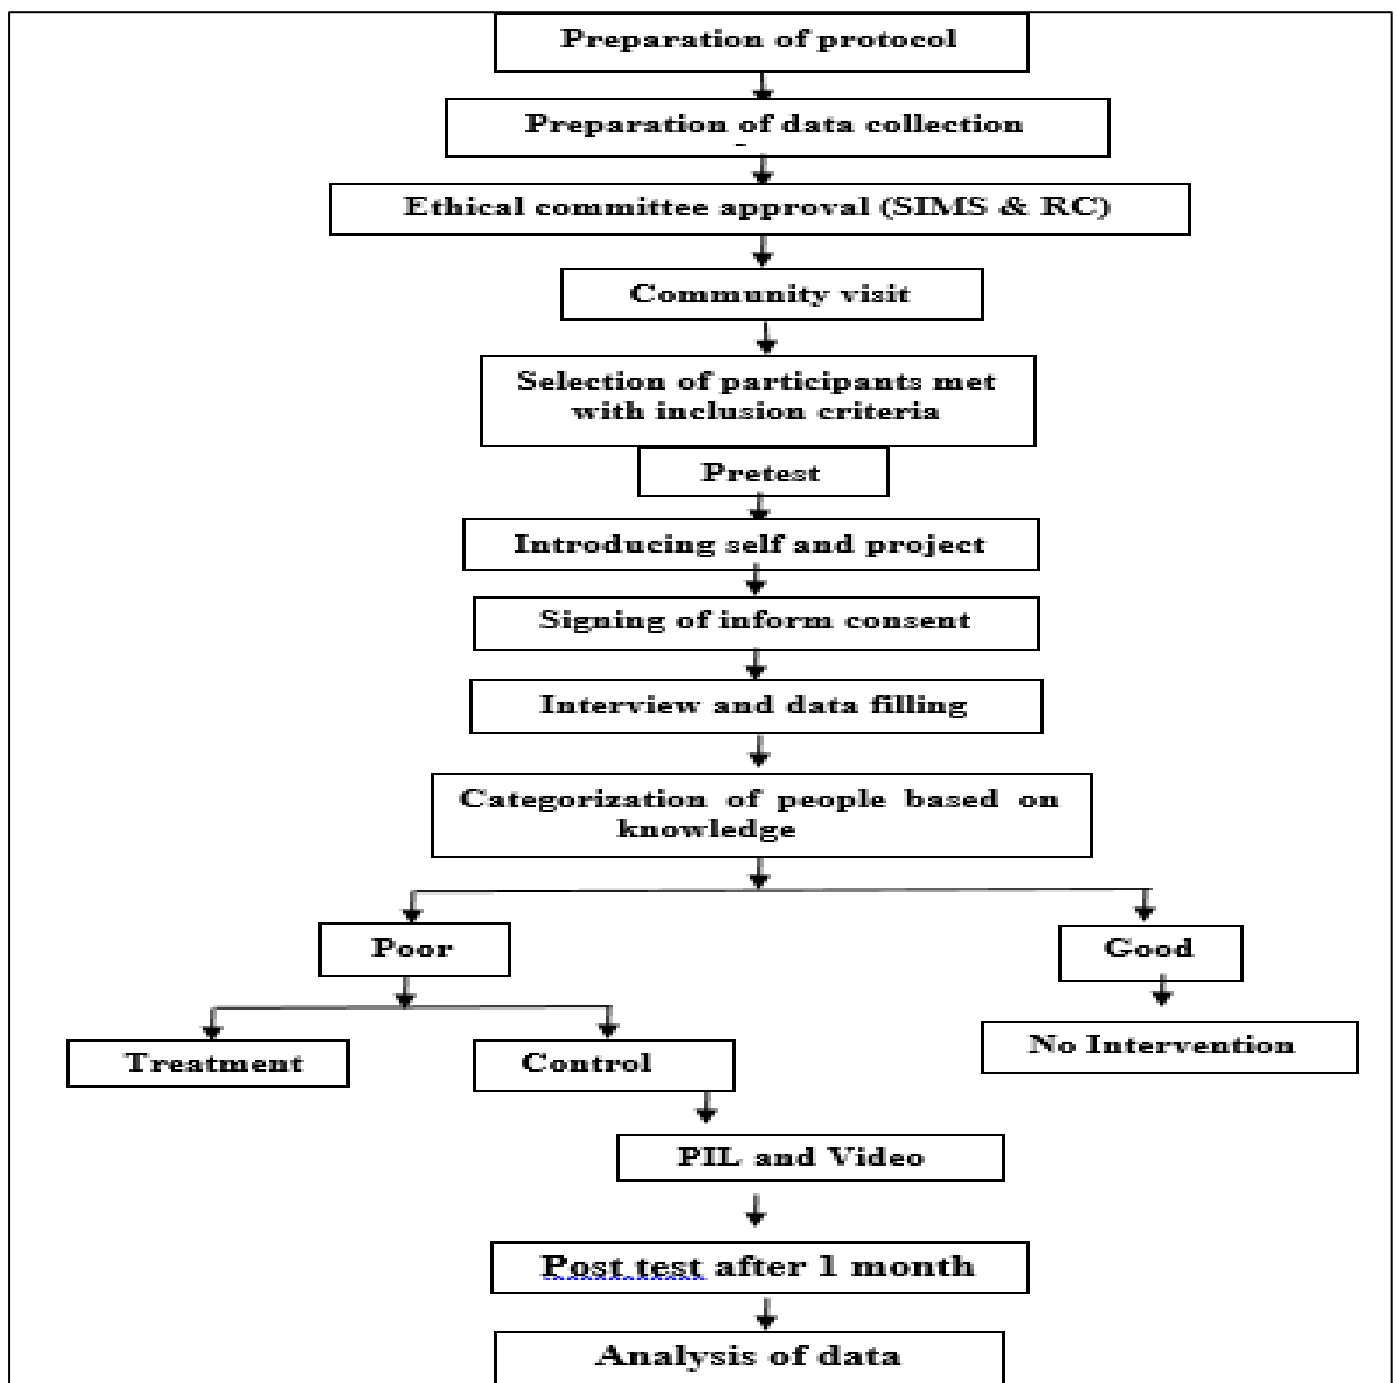 Preparation of protocol
Preparation of data collection
Ethical committee approval (SIMS & RC)
Community visit
Selection of participants met
with inclusion criteria
Pretest
Introducing self and project
Signing of inform consent
Interview and data filling
Categorization of people based on
knowledge
Poor
Good
Treatment
Control
No Intervention
PIL and Video
Post test after 1 month
Analysis of data